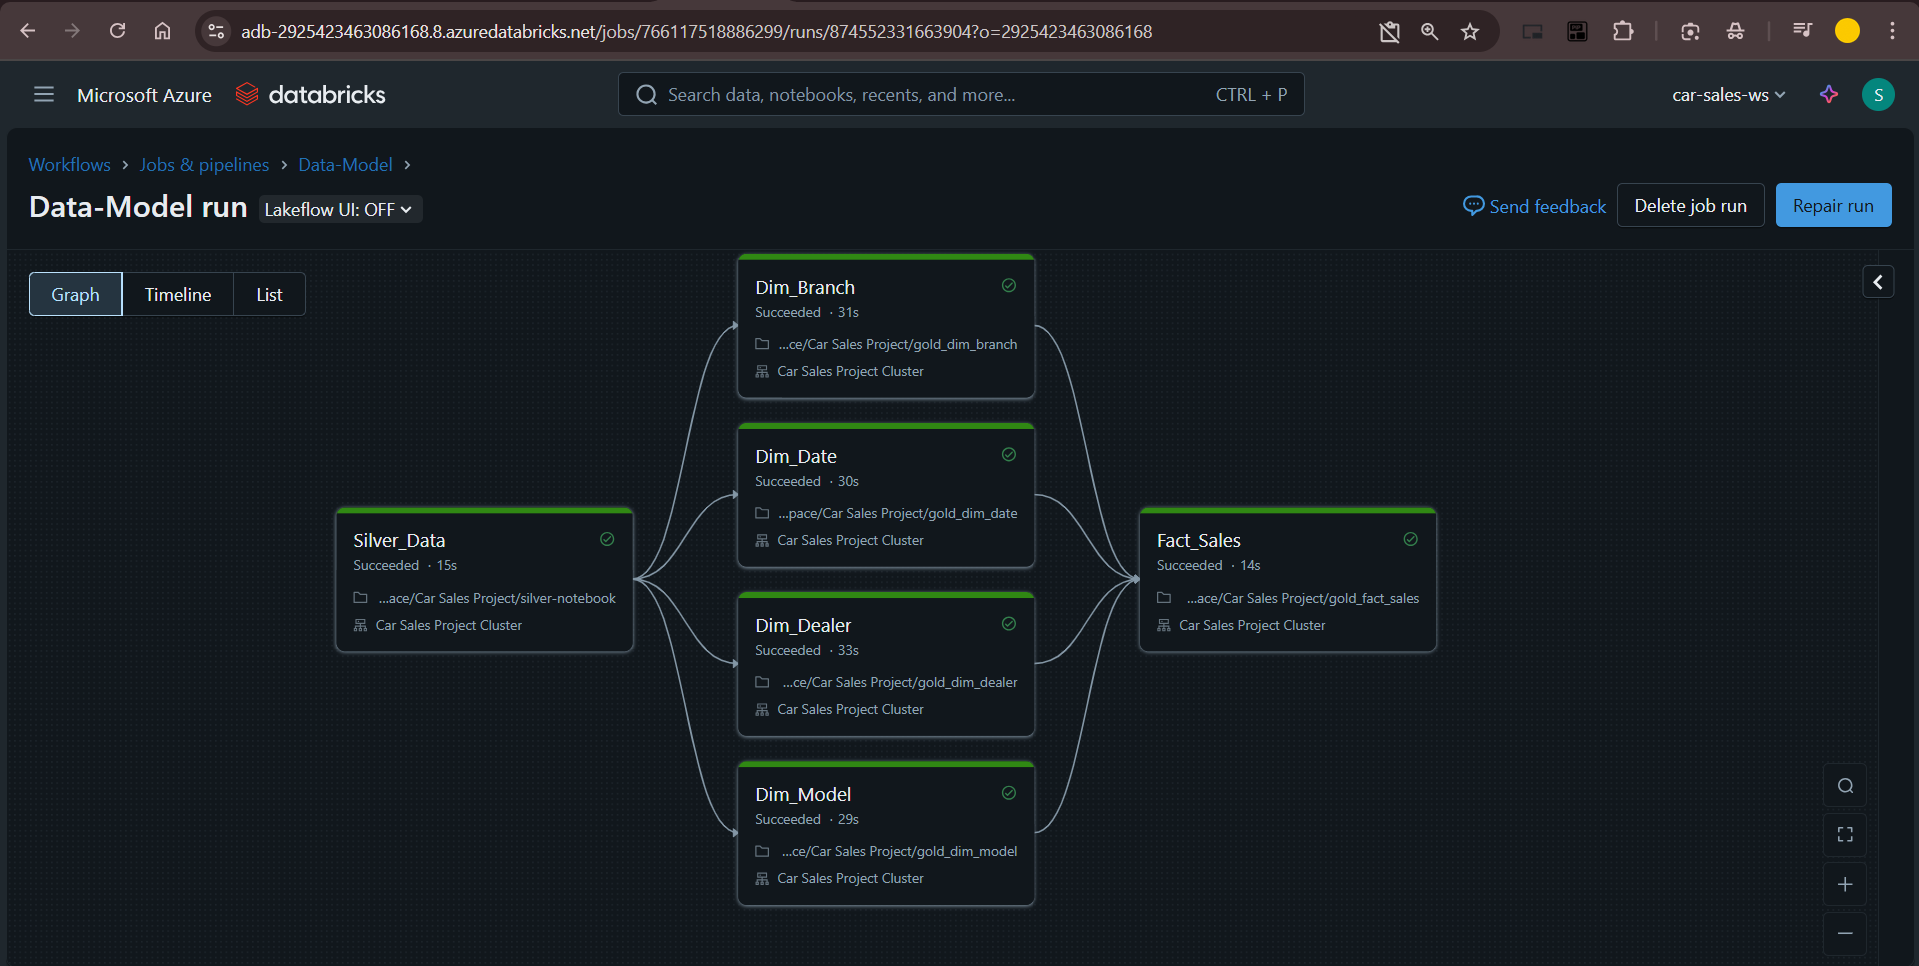 adb-2925423463086168.8.azuredatabricks.net/jobs/766117518886299/runs/874552331663904?o=2925423463086168
Microsoft Azure databricks
Search data, notebooks, recents, and more... CTRL + P
car-sales-ws
S
Workflows > Jobs & pipelines > Data-Model >
Data-Model run Lakeflow UI: OFF
Send feedback Delete job run Repair run
Graph Timeline List
Silver_Data
Succeeded · 15s
...ace/Car Sales Project/silver-notebook
Car Sales Project Cluster
Dim_Branch
Succeeded · 31s
...ce/Car Sales Project/gold_dim_branch
Car Sales Project Cluster
Dim_Date
Succeeded · 30s
...pace/Car Sales Project/gold_dim_date
Car Sales Project Cluster
Dim_Dealer
Succeeded · 33s
...ce/Car Sales Project/gold_dim_dealer
Car Sales Project Cluster
Dim_Model
Succeeded · 29s
...ce/Car Sales Project/gold_dim_model
Car Sales Project Cluster
Fact_Sales
Succeeded · 14s
...ace/Car Sales Project/gold_fact_sales
Car Sales Project Cluster